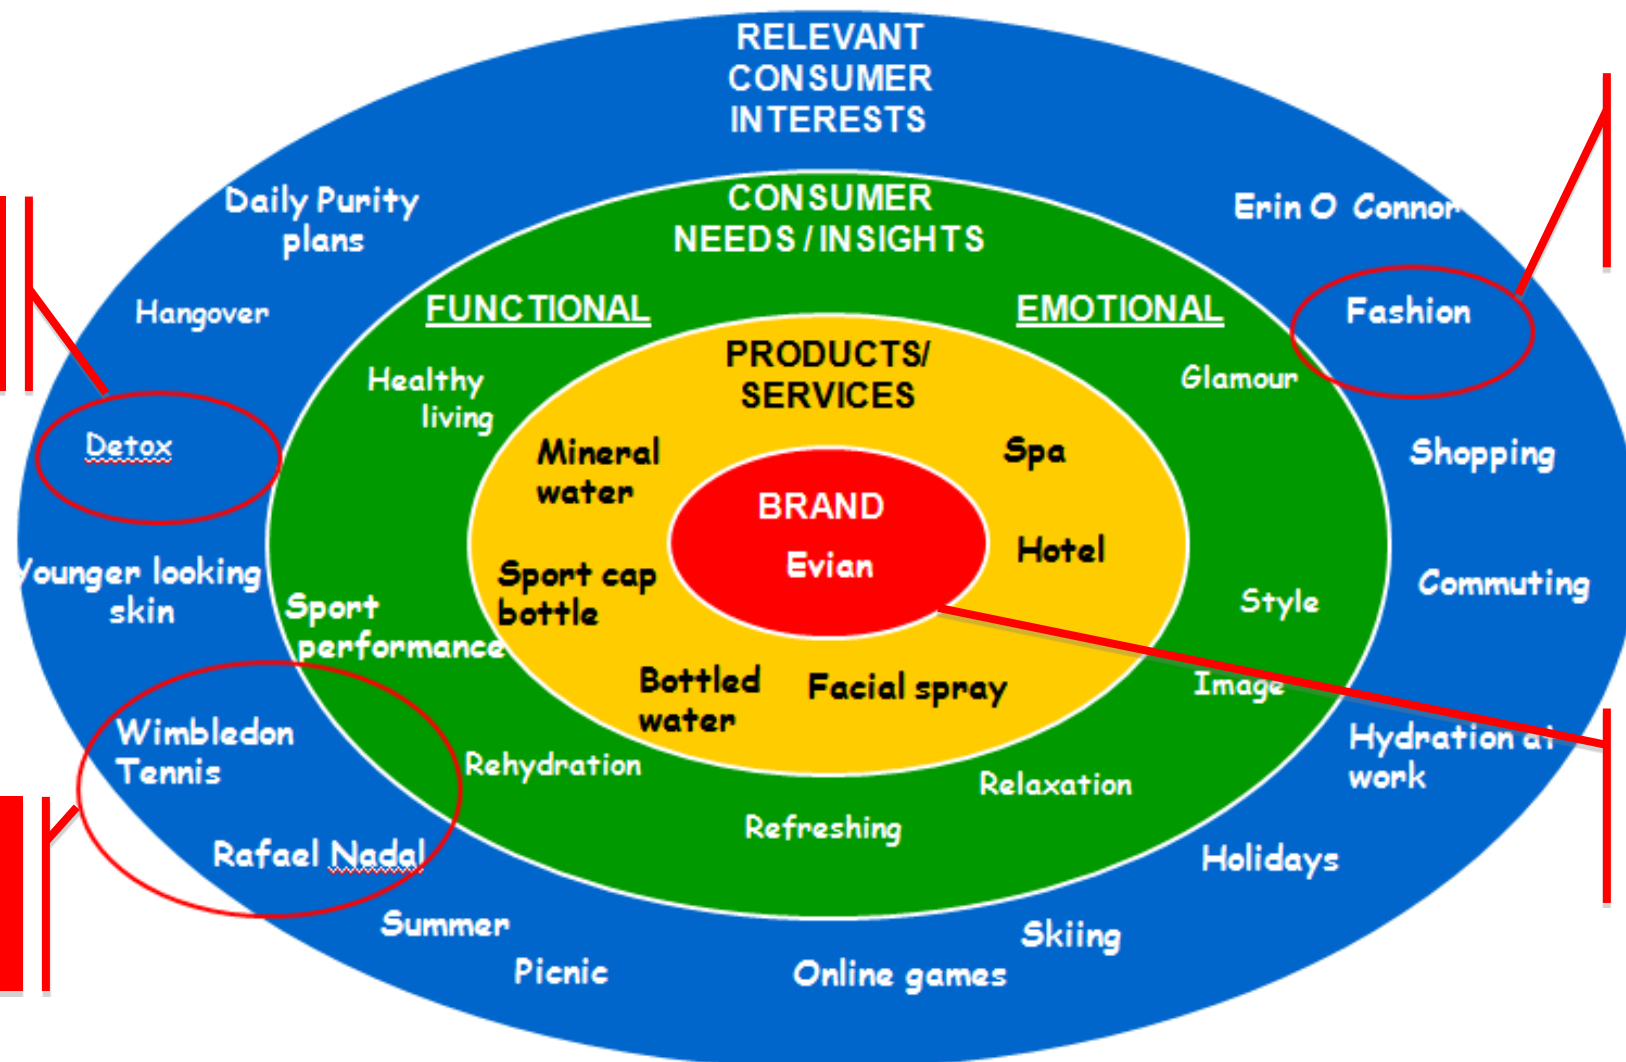 RELEVANT
CONSUMER
INTERESTS
Daily Purity
plans
Erin O Connor
CONSUMER
NEEDS / INSIGHTS
Hangover
FUNCTIONAL
EMOTIONAL
Fashion
Healthy
living
Glamour
PRODUCTS/
SERVICES
Detox
Mineral
water
Spa
Shopping
BRAND
Evian
Hotel
Younger looking
skin
Sport cap
bottle
Commuting
Sport
performance
Style
Bottled
water
Facial spray
Image
Wimbledon
Tennis
Hydration at
work
Rehydration
Relaxation
Refreshing
Rafael Nadal
Holidays
Summer
Skiing
Picnic
Online games